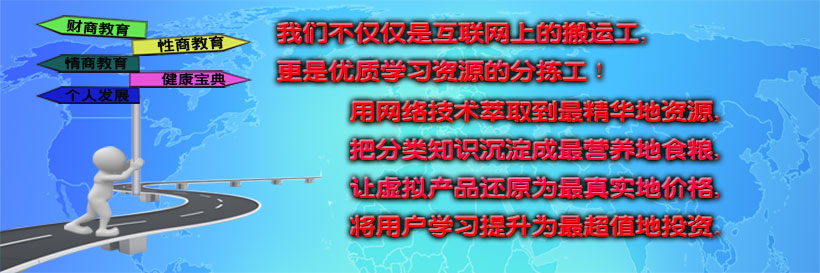 财商教育
性商教育
情商教育
健康宝典
个人发展
我们不仅仅是互联网上的搬运工,
更是优质学习资源的分拣工！
用网络技术萃取到最精华地资源,
把分类知识沉淀成最营养地食粮,
让虚拟产品还原为最真实地价格,
将用户学习提升为最超值地投资.